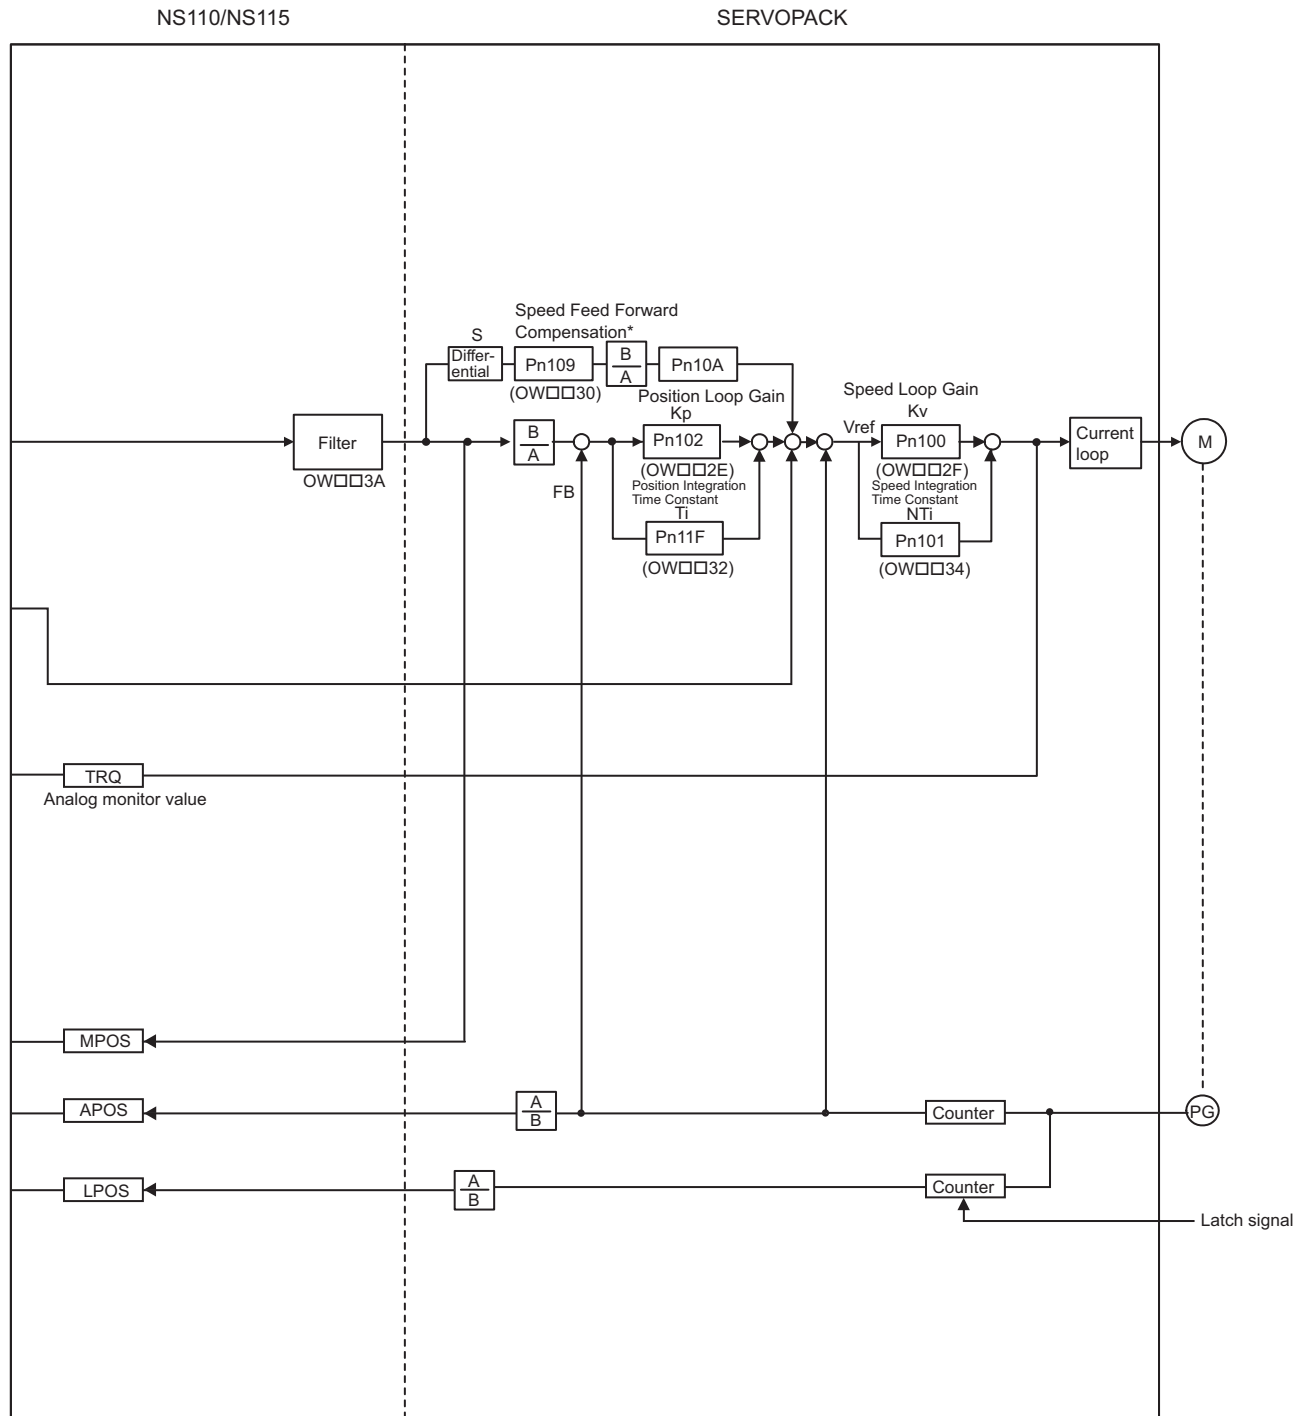 NS110/NS115
SERVOPACK
Speed Feed Forward
Compensation*
S
Differ-
ential
Pn109
B
A
Pn10A
(OW□□30)
Position Loop Gain
Kp
Speed Loop Gain
Kv
Vref
Filter
OW□□3A
B
A
Pn102
(OW□□2E)
Pn100
(OW□□2F)
Current
loop
M
FB
Position Integration
Time Constant
Ti
Pn11F
(OW□□32)
Speed Integration
Time Constant
NTi
Pn101
(OW□□34)
TRQ
Analog monitor value
MPOS
APOS
A
B
Counter
PG
LPOS
A
B
Counter
Latch signal